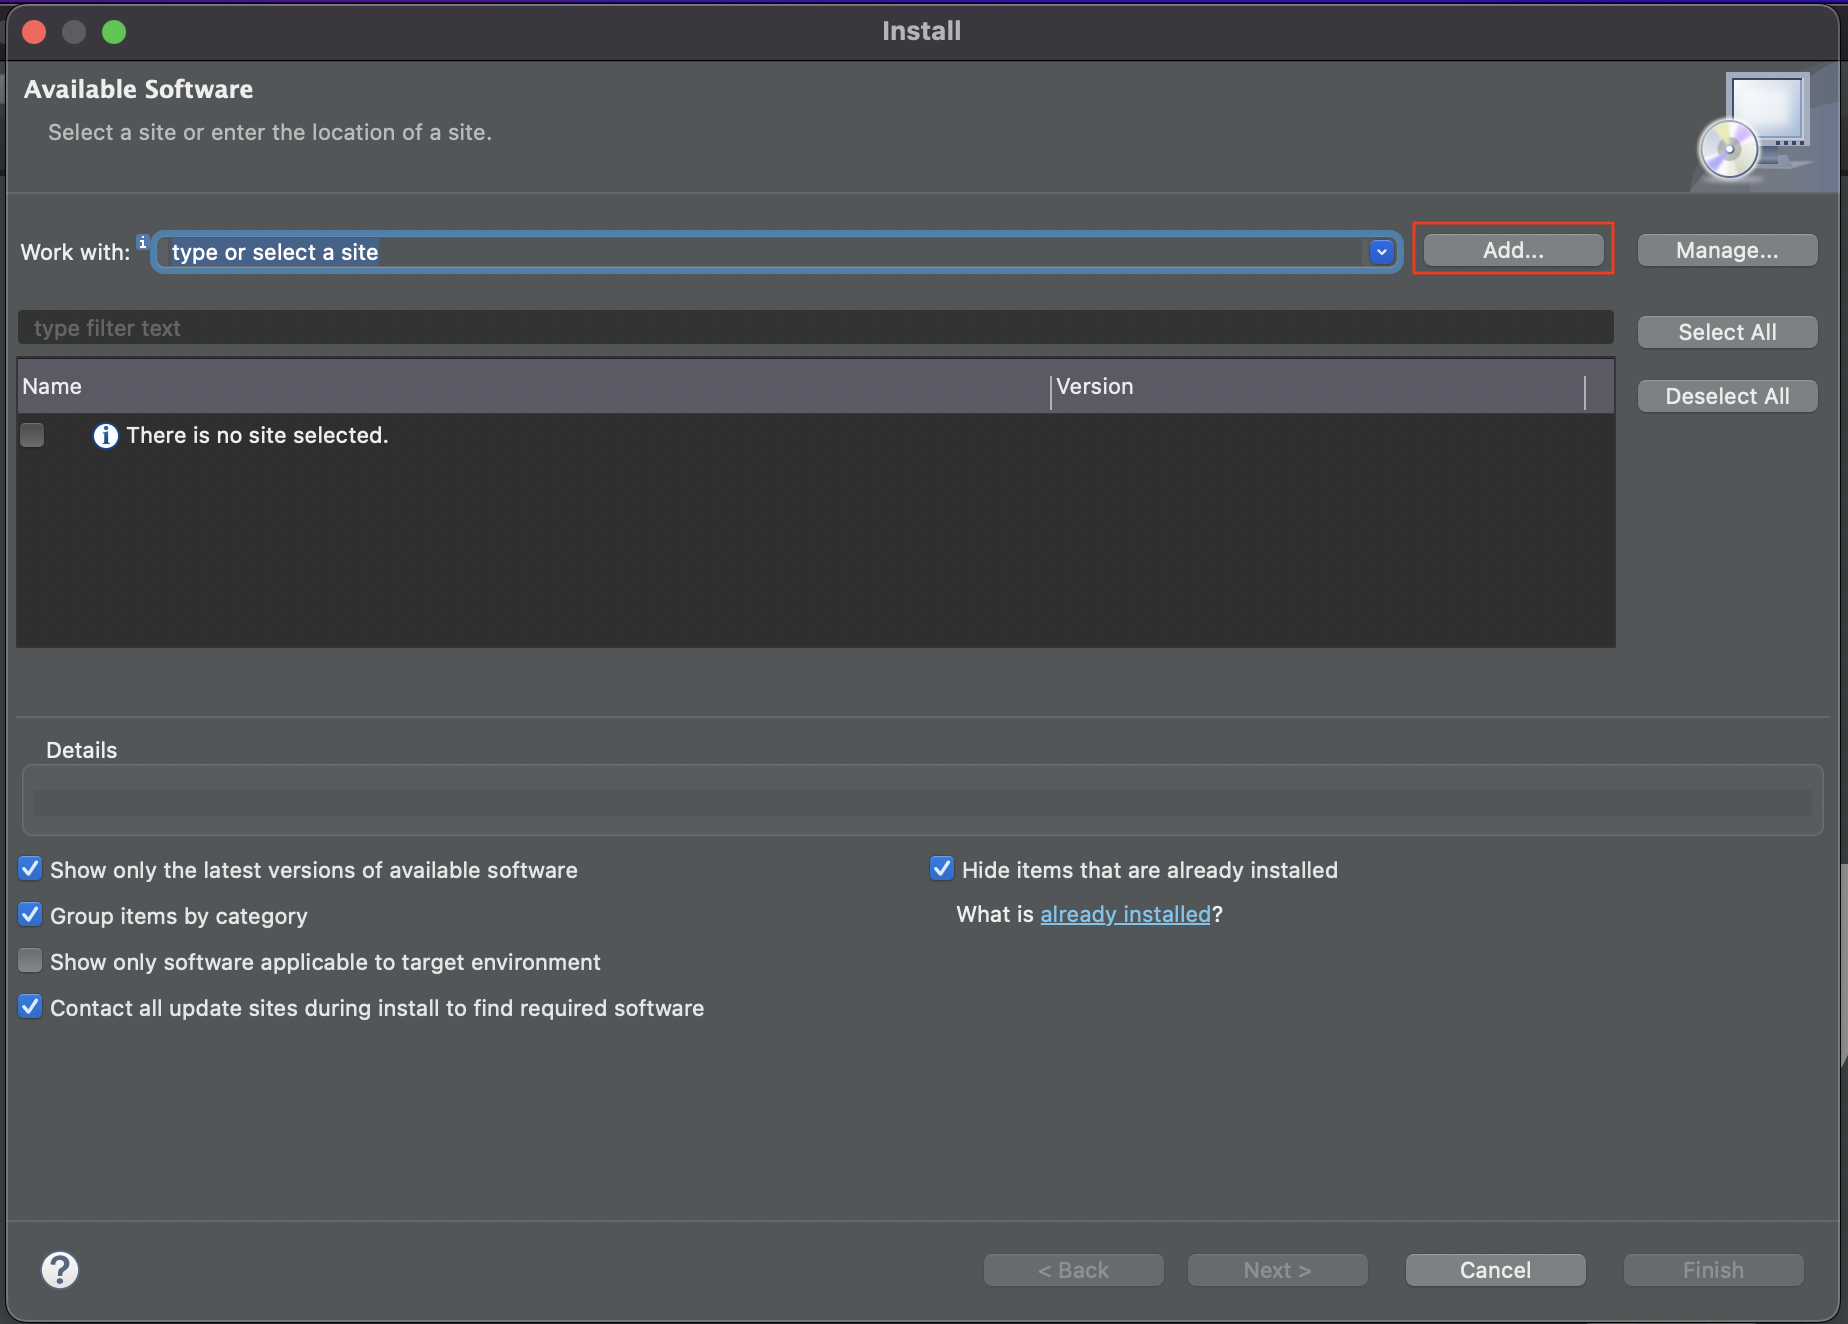 Install
Available Software
Select a site or enter the location of a site.
Work with: type or select a site Add... Manage...
type filter text Select All
Name Version Deselect All
There is no site selected.
Details
Show only the latest versions of available software Hide items that are already installed
Group items by category What is already installed?
Show only software applicable to target environment
Contact all update sites during install to find required software
? < Back Next > Cancel Finish